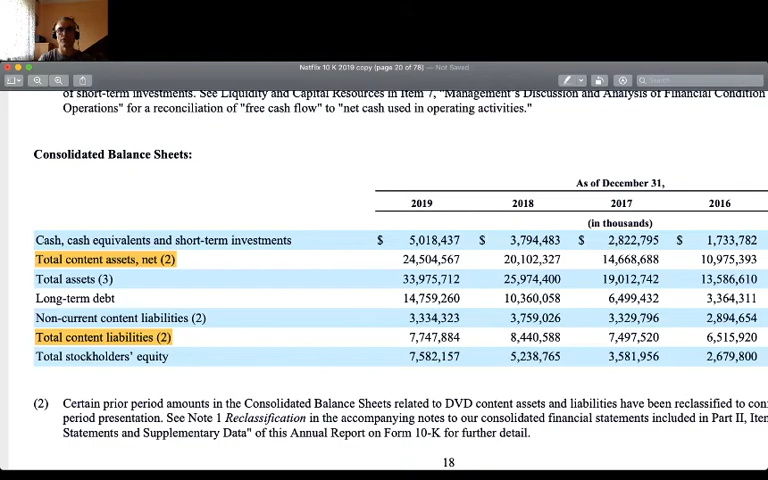 Netflix 10 K 2019 copy (page 20 of 78) — Not Saved
Search
of short-term investments. See Liquidity and Capital Resources in Item 7, "Management's Discussion and Analysis of Financial Condition
Operations" for a reconciliation of "free cash flow" to "net cash used in operating activities."
Consolidated Balance Sheets:
As of December 31,
2019 2018 2017 2016
(in thousands)
Cash, cash equivalents and short-term investments $ 5,018,437 $ 3,794,483 $ 2,822,795 $ 1,733,782
Total content assets, net (2) 24,504,567 20,102,327 14,668,688 10,975,393
Total assets (3) 33,975,712 25,974,400 19,012,742 13,586,610
Long-term debt 14,759,260 10,360,058 6,499,432 3,364,311
Non-current content liabilities (2) 3,334,323 3,759,026 3,329,796 2,894,654
Total content liabilities (2) 7,747,884 8,440,588 7,497,520 6,515,920
Total stockholders' equity 7,582,157 5,238,765 3,581,956 2,679,800
(2) Certain prior period amounts in the Consolidated Balance Sheets related to DVD content assets and liabilities have been reclassified to con
period presentation. See Note 1 Reclassification in the accompanying notes to our consolidated financial statements included in Part II, Iten
Statements and Supplementary Data" of this Annual Report on Form 10-K for further detail.
18